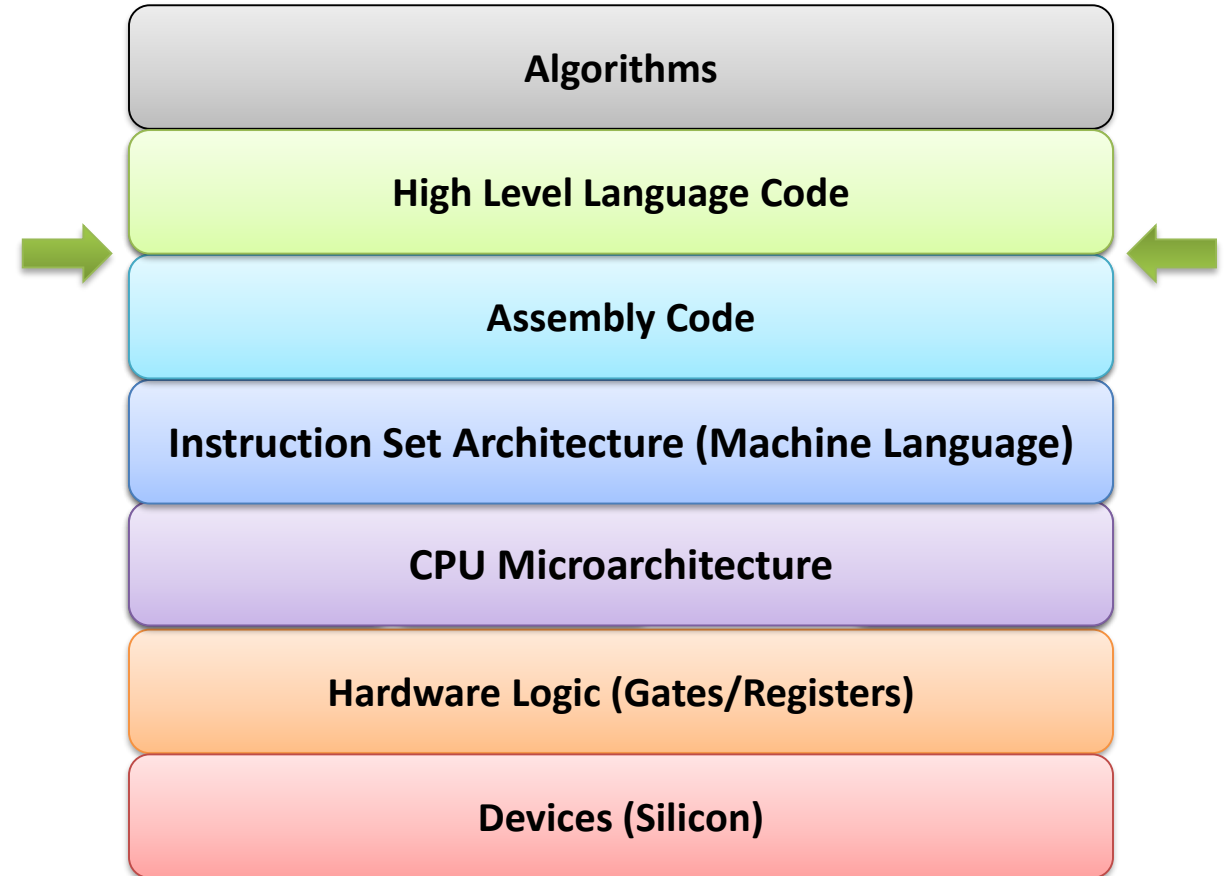 Algorithms
High Level Language Code
Assembly Code
Instruction Set Architecture (Machine Language)
CPU Microarchitecture
Hardware Logic (Gates/Registers)
Devices (Silicon)